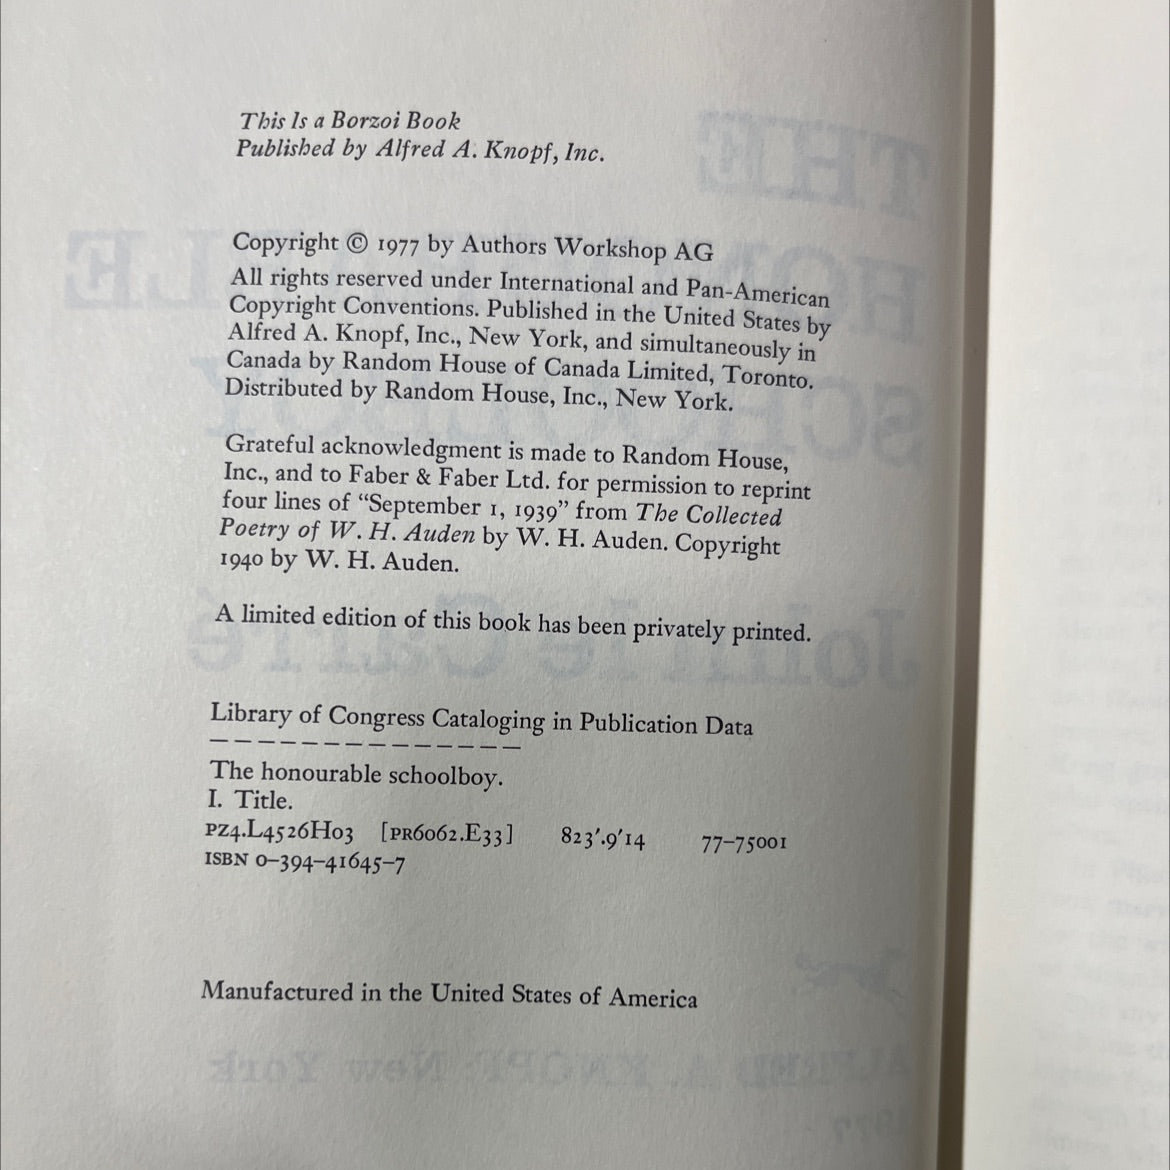 This Is a Borzoi Book
Published by Alfred A. Knopf, Inc.
Copyright © 1977 by Authors Workshop AG
All rights reserved under International and Pan-American
Copyright Conventions. Published in the United States by
Alfred A. Knopf, Inc., New York, and simultaneously in
Canada by Random House of Canada Limited, Toronto.
Distributed by Random House, Inc., New York.
Grateful acknowledgment is made to Random House,
Inc., and to Faber & Faber Ltd. for permission to reprint
four lines of “September 1, 1939” from The Collected
Poetry of W. H. Auden by W. H. Auden. Copyright
1940 by W. H. Auden.
A limited edition of this book has been privately printed.
Library of Congress Cataloging in Publication Data
The honourable schoolboy.
I. Title.
PZ4.L4526Ho3 [PR6062.E33] 823'.9'14 77-75001
ISBN 0-394-41645-7
Manufactured in the United States of America